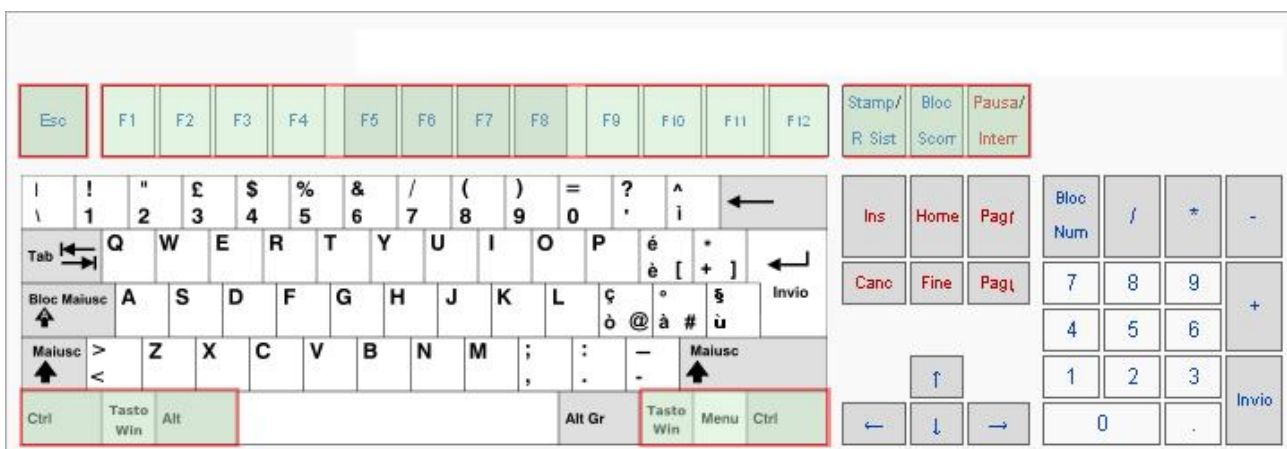 Esc F1 F2 F3 F4 F5 F6 F7 F8 F9 F10 F11 F12 Stamp/ Bloc Pausa/
R Sist Scorr Interr
| ! " £ $ % & / ( ) = ? ^
\ 1 2 3 4 5 6 7 8 9 0 ' ì
Ins Home Pag↑ Bloc / * -
Num
Tab Q W E R T Y U I O P é *
è [ + ]
Canc Fine Pag↓ 7 8 9 +
Bloc Maiusc A S D F G H J K L ç ° § Invio
ò @ à # ù
4 5 6
Maiusc > Z X C V B N M ; : _ Maiusc
< , . -
↑ 1 2 3 Invio
Ctrl Tasto Alt Alt Gr Tasto Menu Ctrl
Win Win
← ↓ → 0 .